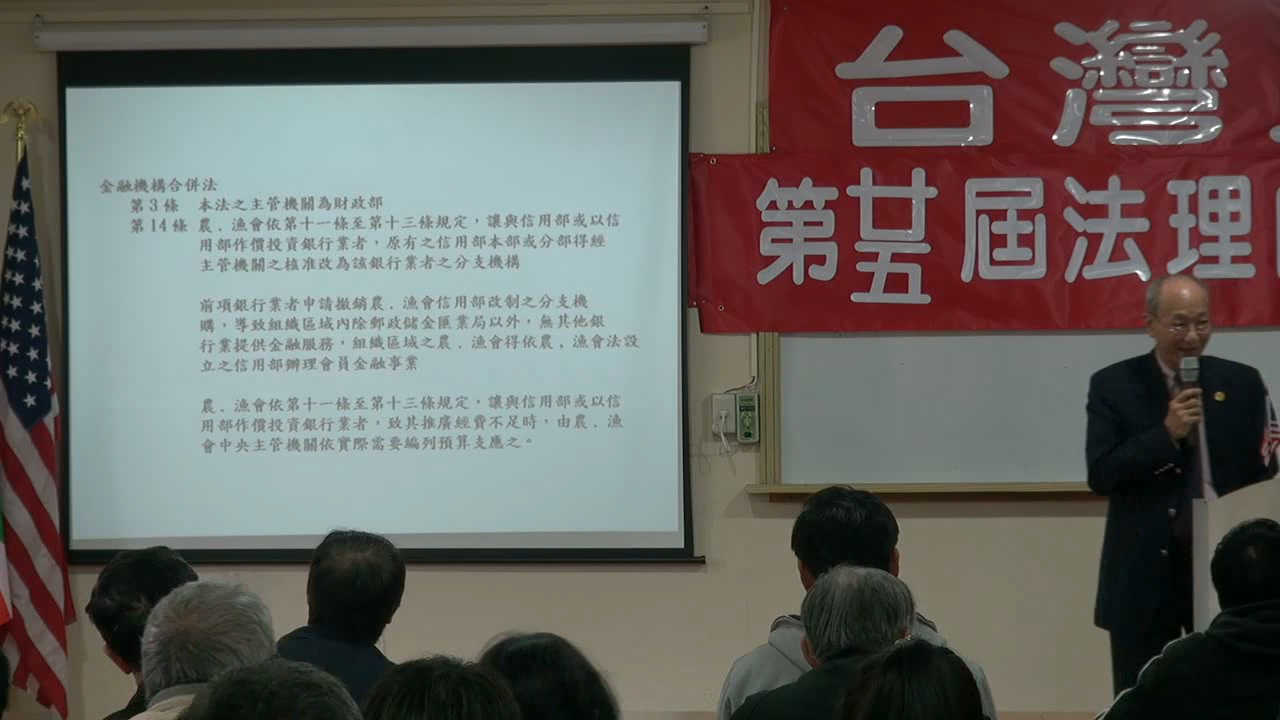 金融機構合併法
第3條 本法之主管機關為財政部
第14條 農．漁會依第十一條至第十三條規定，讓與信用部或以信
用部作價投資銀行業者，原有之信用部本部或分部得經
主管機關之核准改為該銀行業者之分支機構
前項銀行業者申請撤銷農．漁會信用部改制之分支機
購，導致組織區域內除郵政儲金匯業局以外，無其他銀
行業提供金融服務，組織區域之農．漁會得依農．漁會法設
立之信用部辦理會員金融事業
農．漁會依第十一條至第十三條規定，讓與信用部或以信
用部作價投資銀行業者，致其推廣經費不足時，由農．漁
會中央主管機關依實際需要編列預算支應之。
台灣
第廿五屆法理